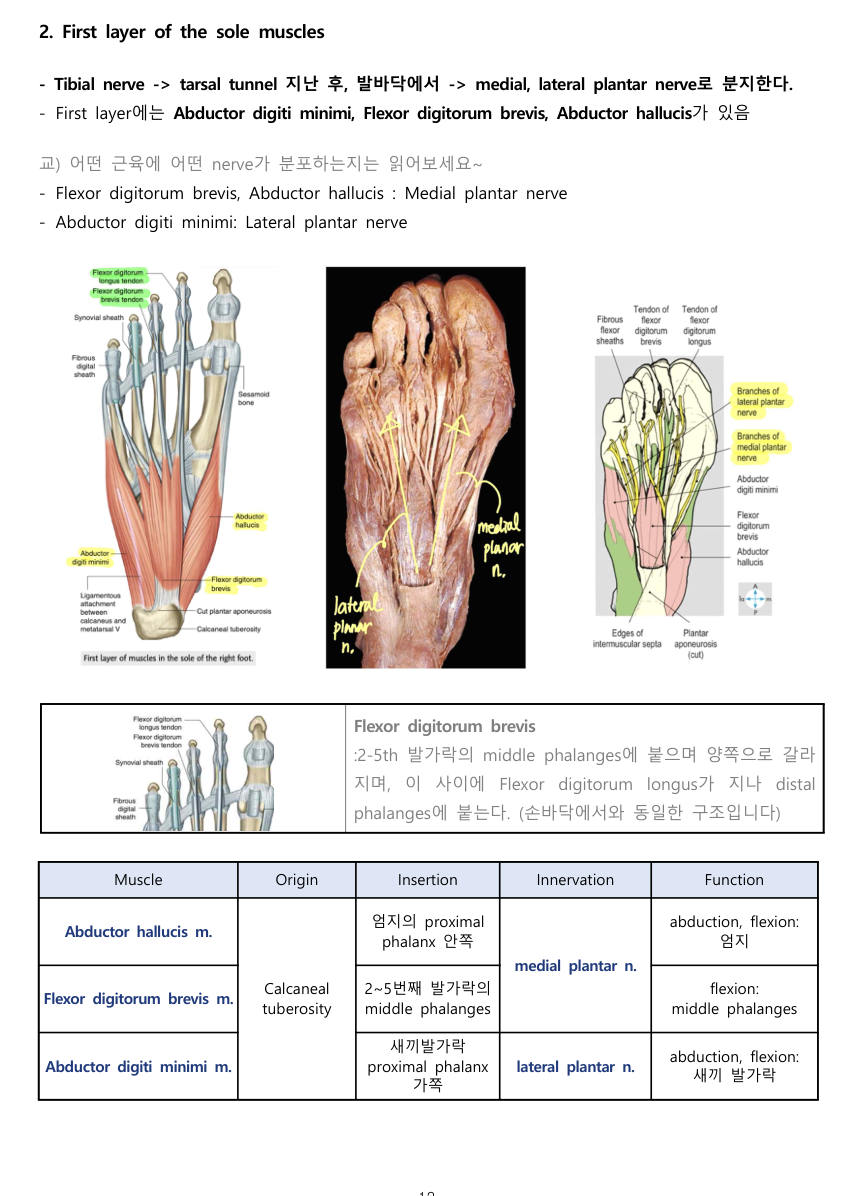 2. First layer of the sole muscles
- Tibial nerve -> tarsal tunnel 지난 후, 발바닥에서 -> medial, lateral plantar nerve로 분지한다.
- First layer에는 Abductor digiti minimi, Flexor digitorum brevis, Abductor hallucis가 있음
교) 어떤 근육에 어떤 nerve가 분포하는지는 읽어보세요~
- Flexor digitorum brevis, Abductor hallucis : Medial plantar nerve
- Abductor digiti minimi: Lateral plantar nerve
Flexor digitorum
longus tendon
Flexor digitorum
brevis tendon
Synovial sheath
Fibrous
digital
sheath
Sesamoid
bone
Abductor
hallucis
Abductor
digiti minimi
Flexor digitorum
brevis
Ligamentous
attachment
between
calcaneus and
metatarsal V
Cut plantar aponeurosis
Calcaneal tuberosity
First layer of muscles in the sole of the right foot.
medial
planar
n.
lateral
planar
n.
Fibrous
flexor
sheaths
Tendon of
flexor
digitorum
brevis
Tendon of
flexor
digitorum
longus
Branches of
lateral plantar
nerve
Branches of
medial plantar
nerve
Abductor
digiti minimi
Flexor
digitorum
brevis
Abductor
hallucis
A
la
m
P
Edges of
intermuscular septa
Plantar
aponeurosis
(cut)
Flexor digitorum
longus tendon
Flexor digitorum
brevis tendon
Synovial sheath
Fibrous
digital
sheath
Flexor digitorum brevis
:2-5th 발가락의 middle phalanges에 붙으며 양쪽으로 갈라
지며, 이 사이에 Flexor digitorum longus가 지나 distal
phalanges에 붙는다. (손바닥에서와 동일한 구조입니다)
Muscle Origin Insertion Innervation Function
Abductor hallucis m.
엄지의 proximal
phalanx 안쪽
abduction, flexion:
엄지
medial plantar n.
Calcaneal
tuberosity
Flexor digitorum brevis m.
2~5번째 발가락의
middle phalanges
flexion:
middle phalanges
Abductor digiti minimi m.
새끼발가락
proximal phalanx
가쪽
lateral plantar n.
abduction, flexion:
새끼 발가락